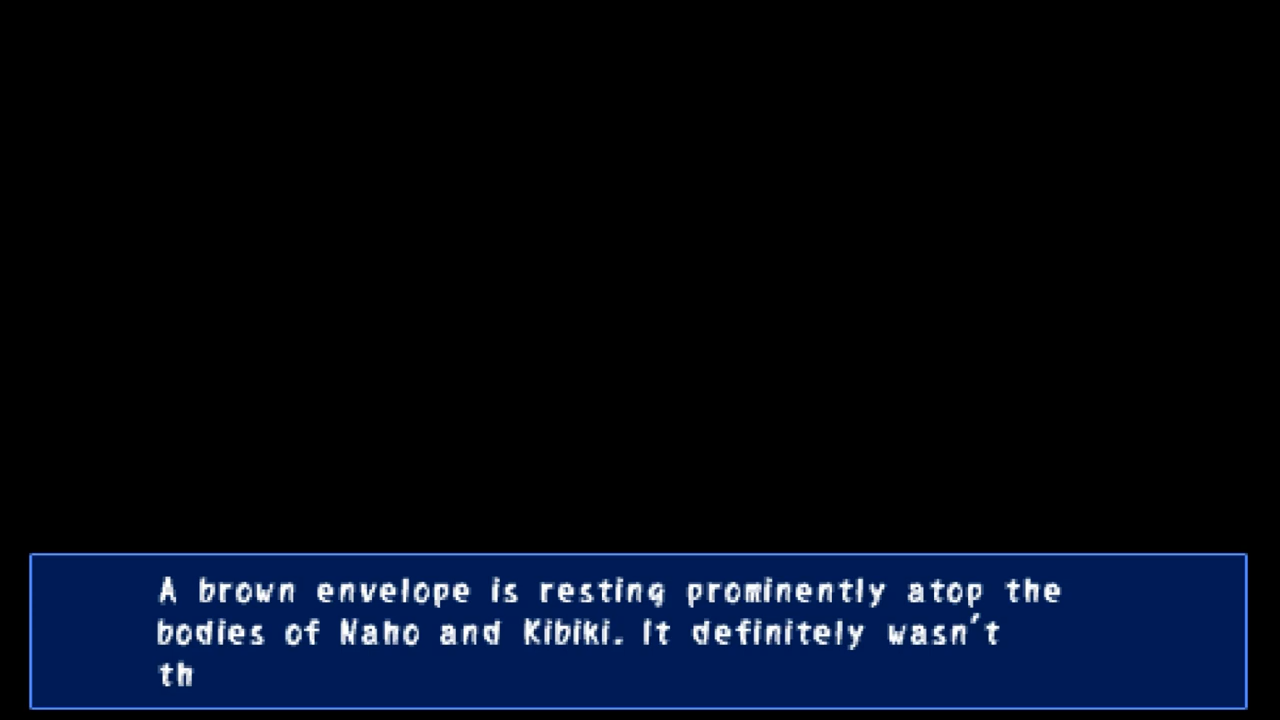 A brown envelope is resting prominently atop the
bodies of Naho and Kibiki. It definitely wasn't
th